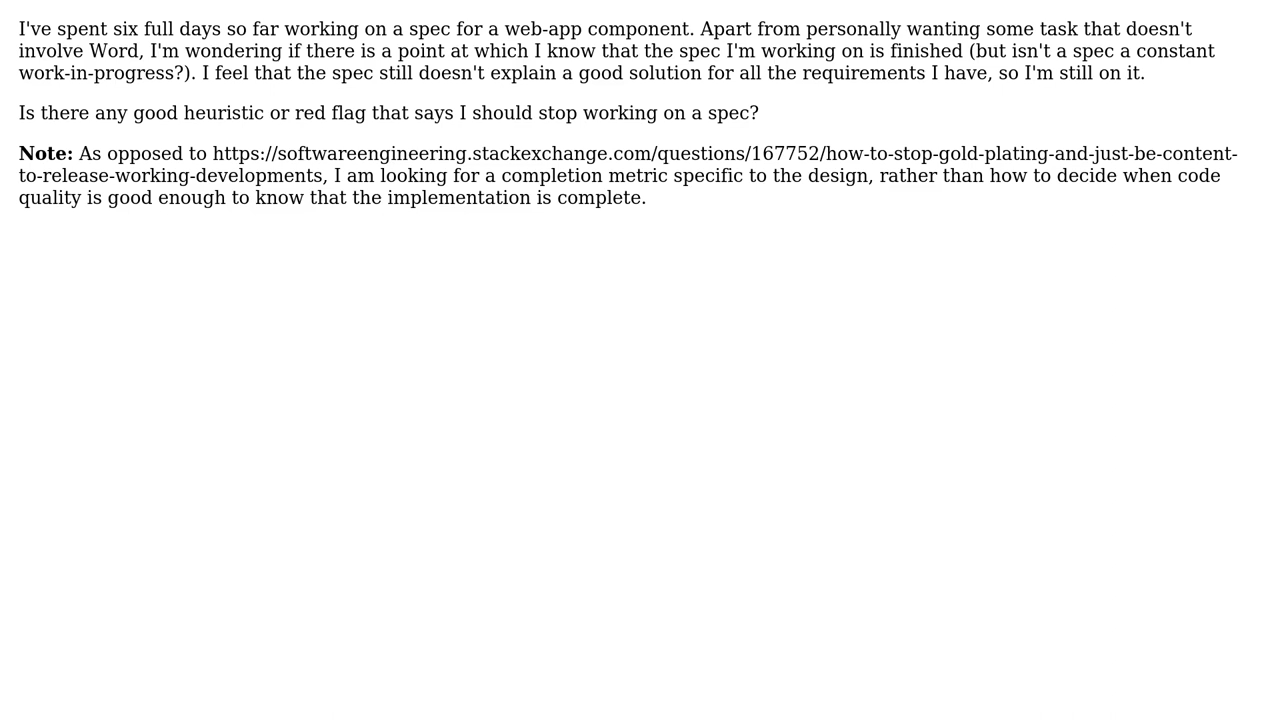 I've spent six full days so far working on a spec for a web-app component. Apart from personally wanting some task that doesn't
involve Word, I'm wondering if there is a point at which I know that the spec I'm working on is finished (but isn't a spec a constant
work-in-progress?). I feel that the spec still doesn't explain a good solution for all the requirements I have, so I'm still on it.
Is there any good heuristic or red flag that says I should stop working on a spec?
Note: As opposed to https://softwareengineering.stackexchange.com/questions/167752/how-to-stop-gold-plating-and-just-be-content-
to-release-working-developments, I am looking for a completion metric specific to the design, rather than how to decide when code
quality is good enough to know that the implementation is complete.